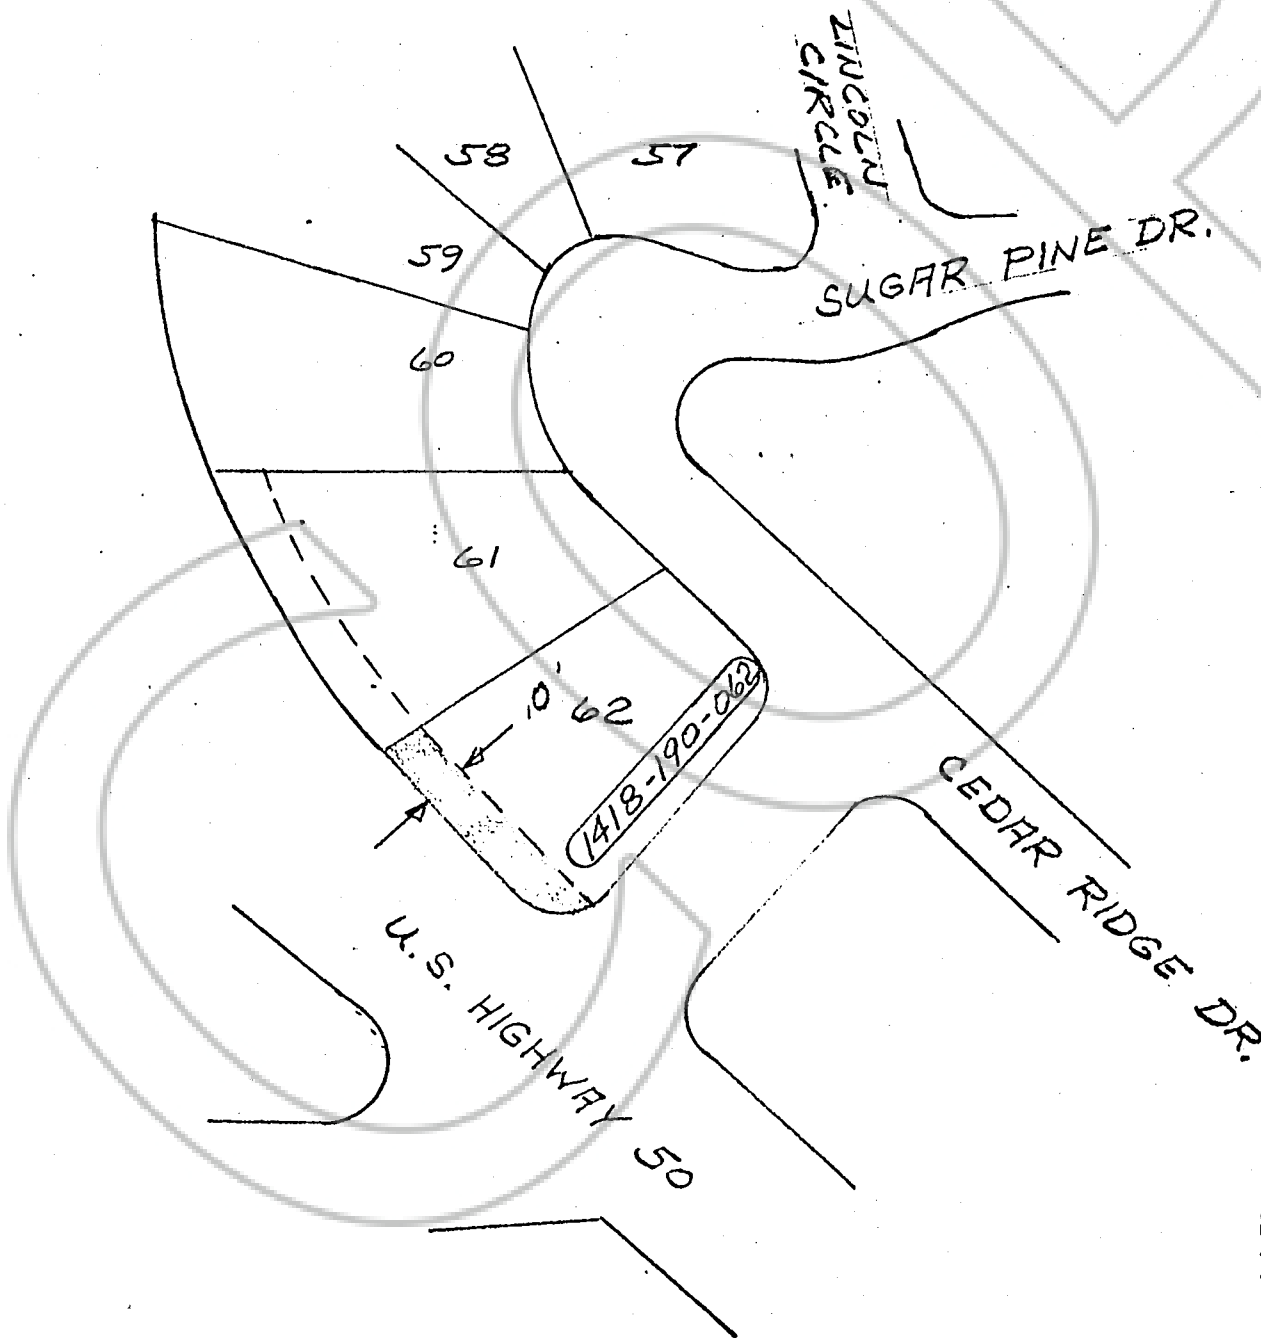 LINCOLN
CIRCLE
58
57
SUGAR PINE DR.
59
60
61
10'
62
1418-190-062
CEDAR RIDGE DR.
U.S. HIGHWAY 50